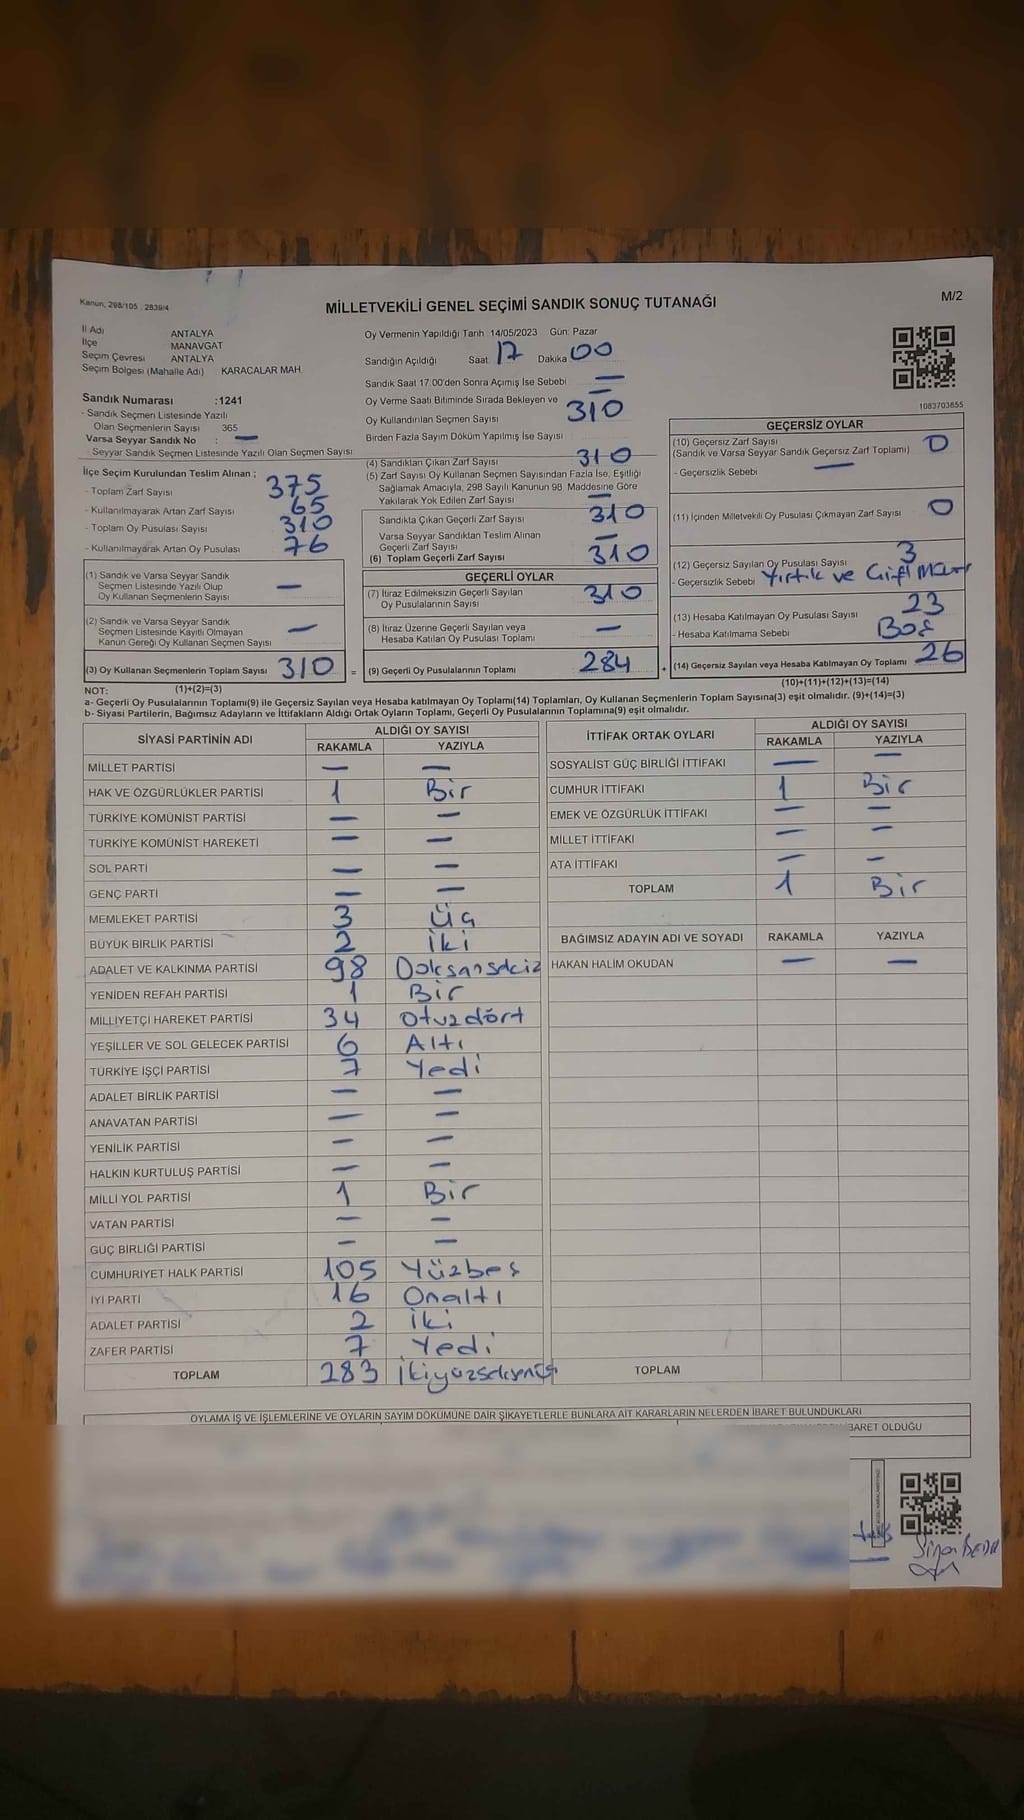 Kanun, 298/105 , 2839/4
MİLLETVEKİLİ GENEL SEÇİMİ SANDIK SONUÇ TUTANAĞI
M/2
İl Adı ANTALYA
İlçe MANAVGAT
Seçim Çevresi ANTALYA
Seçim Bölgesi (Mahalle Adı) KARACALAR MAH.
Sandık Numarası :1241
- Sandık Seçmen Listesinde Yazılı
Olan Seçmenlerin Sayısı 365
Varsa Seyyar Sandık No : —
- Seyyar Sandık Seçmen Listesinde Yazılı Olan Seçmen Sayısı
İlçe Seçim Kurulundan Teslim Alınan ;
- Toplam Zarf Sayısı 375
- Kullanılmayarak Artan Zarf Sayısı 65
- Toplam Oy Pusulası Sayısı 310
- Kullanılmayarak Artan Oy Pusulası 76
(1) Sandık ve Varsa Seyyar Sandık
Seçmen Listesinde Yazılı Olup
Oy Kullanan Seçmenlerin Sayısı —
(2) Sandık ve Varsa Seyyar Sandık
Seçmen Listesinde Kayıtlı Olmayan
Kanun Gereği Oy Kullanan Seçmen Sayısı —
(3) Oy Kullanan Seçmenlerin Toplam Sayısı 310 =
Oy Vermenin Yapıldığı Tarih 14/05/2023 Gün: Pazar
Sandığın Açıldığı Saat 17 Dakika 00
Sandık Saat 17.00'den Sonra Açımış İse Sebebi —
Oy Verme Saati Bitiminde Sırada Bekleyen ve
Oy Kullandırılan Seçmen Sayısı 310
Birden Fazla Sayım Döküm Yapılmış İse Sayısı
(4) Sandıktan Çıkan Zarf Sayısı 310
(5) Zarf Sayısı Oy Kullanan Seçmen Sayısından Fazla İse, Eşitliği
Sağlamak Amacıyla, 298 Sayılı Kanunun 98. Maddesine Göre
Yakılarak Yok Edilen Zarf Sayısı —
Sandıkta Çıkan Geçerli Zarf Sayısı 310
Varsa Seyyar Sandıktan Teslim Alınan
Geçerli Zarf Sayısı —
(6) Toplam Geçerli Zarf Sayısı 310
GEÇERLİ OYLAR
(7) İtiraz Edilmeksizin Geçerli Sayılan
Oy Pusulalarının Sayısı 310
(8) İtiraz Üzerine Geçerli Sayılan veya
Hesaba Katılan Oy Pusulası Toplamı —
(9) Geçerli Oy Pusulalarının Toplamı 284 +
1083703855
GEÇERSİZ OYLAR
(10) Geçersiz Zarf Sayısı
(Sandık ve Varsa Seyyar Sandık Geçersiz Zarf Toplamı) 0
- Geçersizlik Sebebi —
(11) İçinden Milletvekili Oy Pusulası Çıkmayan Zarf Sayısı 0
(12) Geçersiz Sayılan Oy Pusulası Sayısı 3
- Geçersizlik Sebebi Yırtık ve
(13) Hesaba Katılmayan Oy Pusulası Sayısı 23
- Hesaba Katılmama Sebebi Boş
(14) Geçersiz Sayılan veya Hesaba Katılmayan Oy Toplamı 26
NOT: (1)+(2)=(3)
(10)+(11)+(12)+(13)=(14)
a- Geçerli Oy Pusulalarının Toplamı(9) ile Geçersiz Sayılan veya Hesaba katılmayan Oy Toplamı(14) Toplamları, Oy Kullanan Seçmenlerin Toplam Sayısına(3) eşit olmalıdır. (9)+(14)=(3)
b- Siyasi Partilerin, Bağımsız Adayların ve İttifakların Aldığı Ortak Oyların Toplamı, Geçerli Oy Pusulalarının Toplamına(9) eşit olmalıdır.
SİYASİ PARTİNİN ADI ALDIĞI OY SAYISI
RAKAMLA YAZIYLA
MİLLET PARTİSİ — —
HAK VE ÖZGÜRLÜKLER PARTİSİ 1 Bir
TÜRKİYE KOMÜNİST PARTİSİ — —
TÜRKİYE KOMÜNİST HAREKETİ — —
SOL PARTİ — —
GENÇ PARTİ — —
MEMLEKET PARTİSİ 3 Üç
BÜYÜK BİRLİK PARTİSİ 2 İki
ADALET VE KALKINMA PARTİSİ 98 Doksansekiz
YENİDEN REFAH PARTİSİ 1 Bir
MİLLİYETÇİ HAREKET PARTİSİ 34 Otuzdört
YEŞİLLER VE SOL GELECEK PARTİSİ 6 Altı
TÜRKİYE İŞÇİ PARTİSİ 7 Yedi
ADALET BİRLİK PARTİSİ — —
ANAVATAN PARTİSİ — —
YENİLİK PARTİSİ — —
HALKIN KURTULUŞ PARTİSİ — —
MİLLİ YOL PARTİSİ 1 Bir
VATAN PARTİSİ — —
GÜÇ BİRLİĞİ PARTİSİ — —
CUMHURİYET HALK PARTİSİ 105 Yüzbeş
İYİ PARTİ 16 Onaltı
ADALET PARTİSİ 2 İki
ZAFER PARTİSİ 7 Yedi
TOPLAM 283
İTTİFAK ORTAK OYLARI ALDIĞI OY SAYISI
RAKAMLA YAZIYLA
SOSYALİST GÜÇ BİRLİĞİ İTTİFAKI — —
CUMHUR İTTİFAKI 1 Bir
EMEK VE ÖZGÜRLÜK İTTİFAKI — —
MİLLET İTTİFAKI — —
ATA İTTİFAKI — —
TOPLAM 1 Bir
BAĞIMSIZ ADAYIN ADI VE SOYADI RAKAMLA YAZIYLA
HAKAN HALİM OKUDAN — —
TOPLAM
OYLAMA İŞ VE İŞLEMLERİNE VE OYLARIN SAYIM DÖKÜMÜNE DAİR ŞİKAYETLERLE BUNLARA AİT KARARLARIN NELERDEN İBARET BULUNDUKLARI
İBARET OLDUĞU